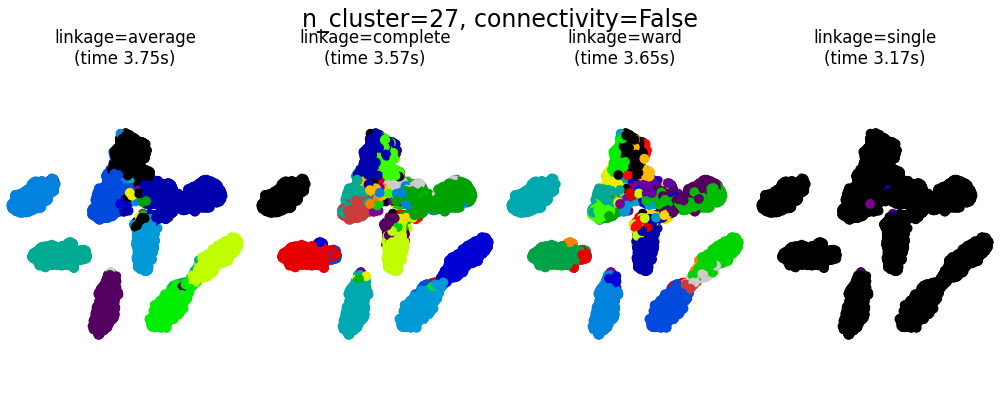 n_cluster=27, connectivity=False
linkage=average
(time 3.75s)
linkage=complete
(time 3.57s)
linkage=ward
(time 3.65s)
linkage=single
(time 3.17s)